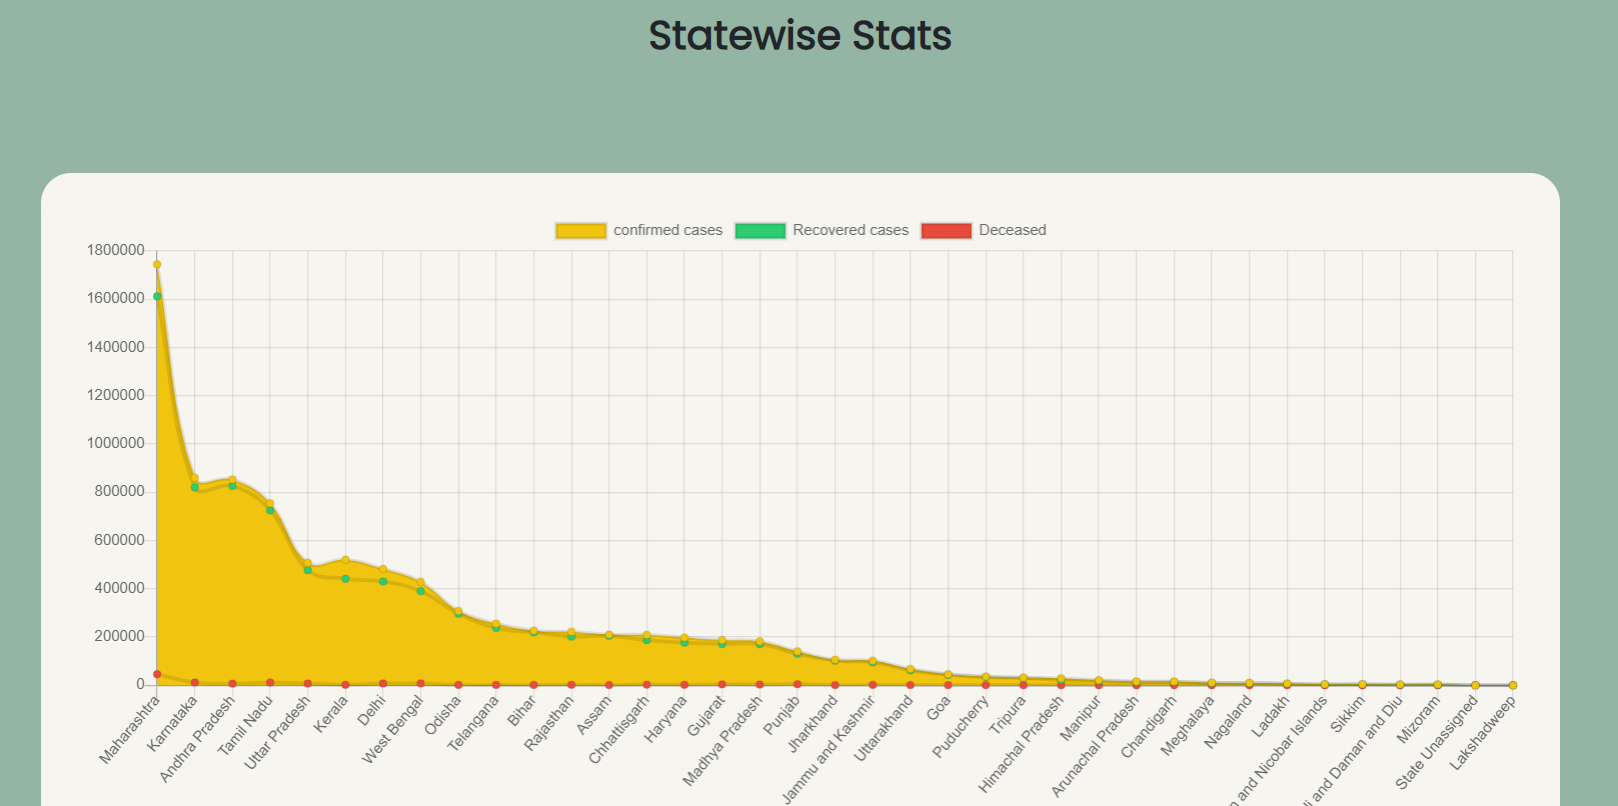 Statewise Stats
confirmed cases
Recovered cases
Deceased
1800000
1600000
1400000
1200000
1000000
800000
600000
400000
200000
0
Maharashtra
Karnataka
Andhra Pradesh
Tamil Nadu
Uttar Pradesh
Kerala
Delhi
West Bengal
Odisha
Telangana
Bihar
Rajasthan
Assam
Chhattisgarh
Haryana
Gujarat
Madhya Pradesh
Punjab
Jharkhand
Jammu and Kashmir
Uttarakhand
Goa
Puducherry
Tripura
Himachal Pradesh
Manipur
Arunachal Pradesh
Chandigarh
Meghalaya
Nagaland
Ladakh
and Nicobar Islands
Sikkim
and Daman and Diu
Mizoram
State Unassigned
Lakshadweep